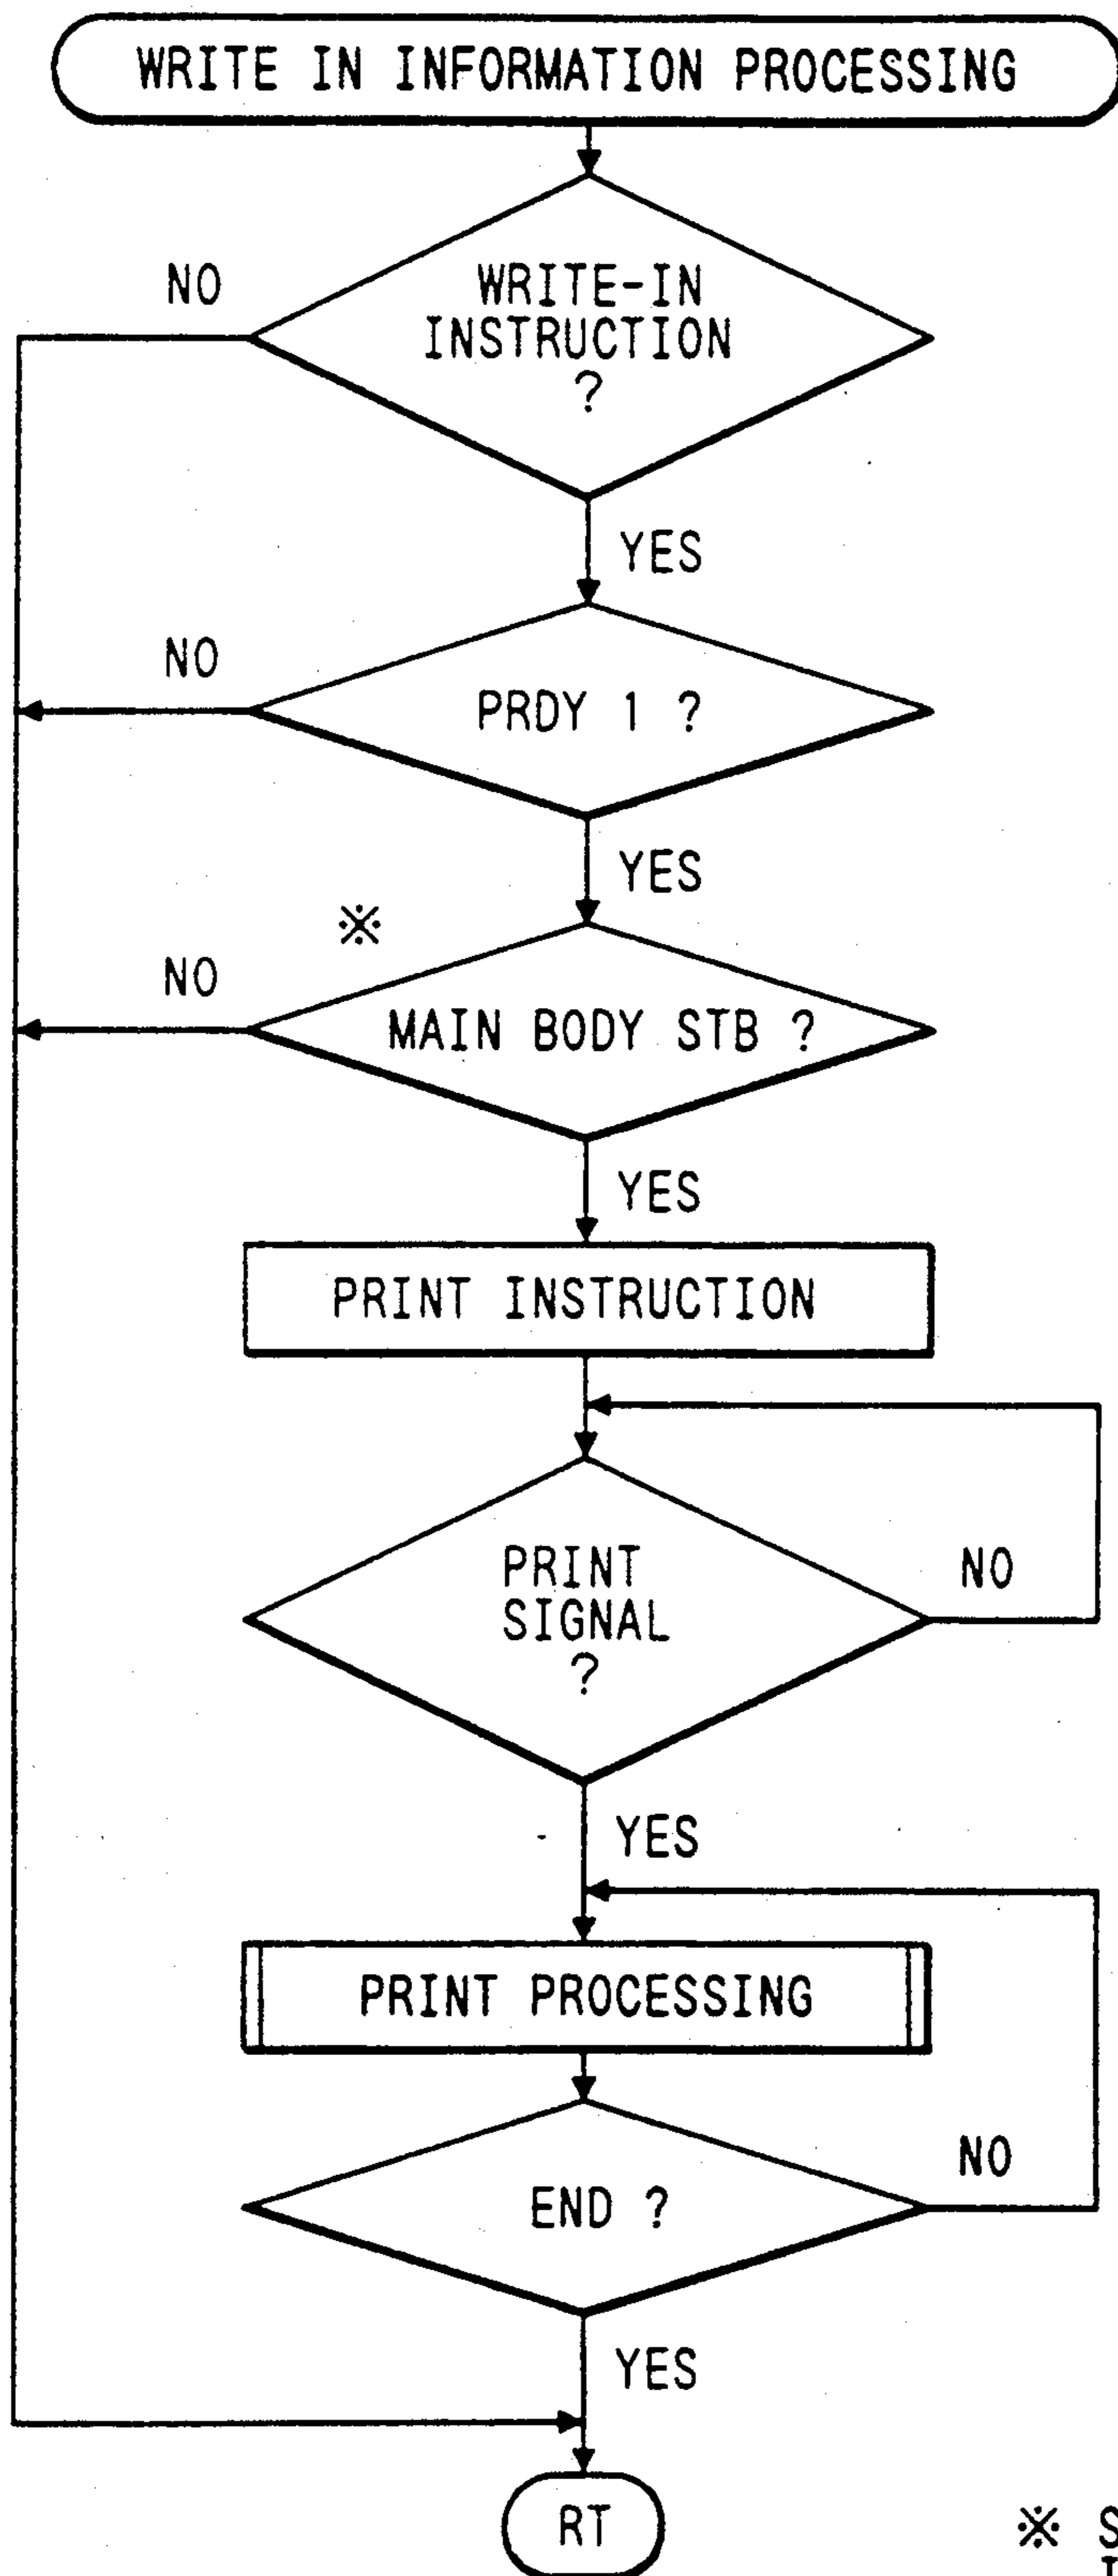 WRITE IN INFORMATION PROCESSING
NO
WRITE-IN
INSTRUCTION
?
YES
NO
PRDY 1 ?
YES
※
NO
MAIN BODY STB ?
YES
PRINT INSTRUCTION
PRINT
SIGNAL
?
NO
YES
PRINT PROCESSING
NO
END ?
YES
RT
※ S